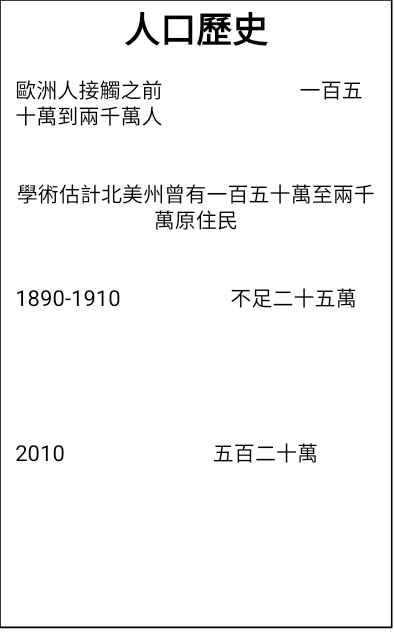 人口歷史
歐洲人接觸之前 一百五
十萬到兩千萬人
學術估計北美州曾有一百五十萬至兩千
萬原住民
1890-1910 不足二十五萬
2010 五百二十萬